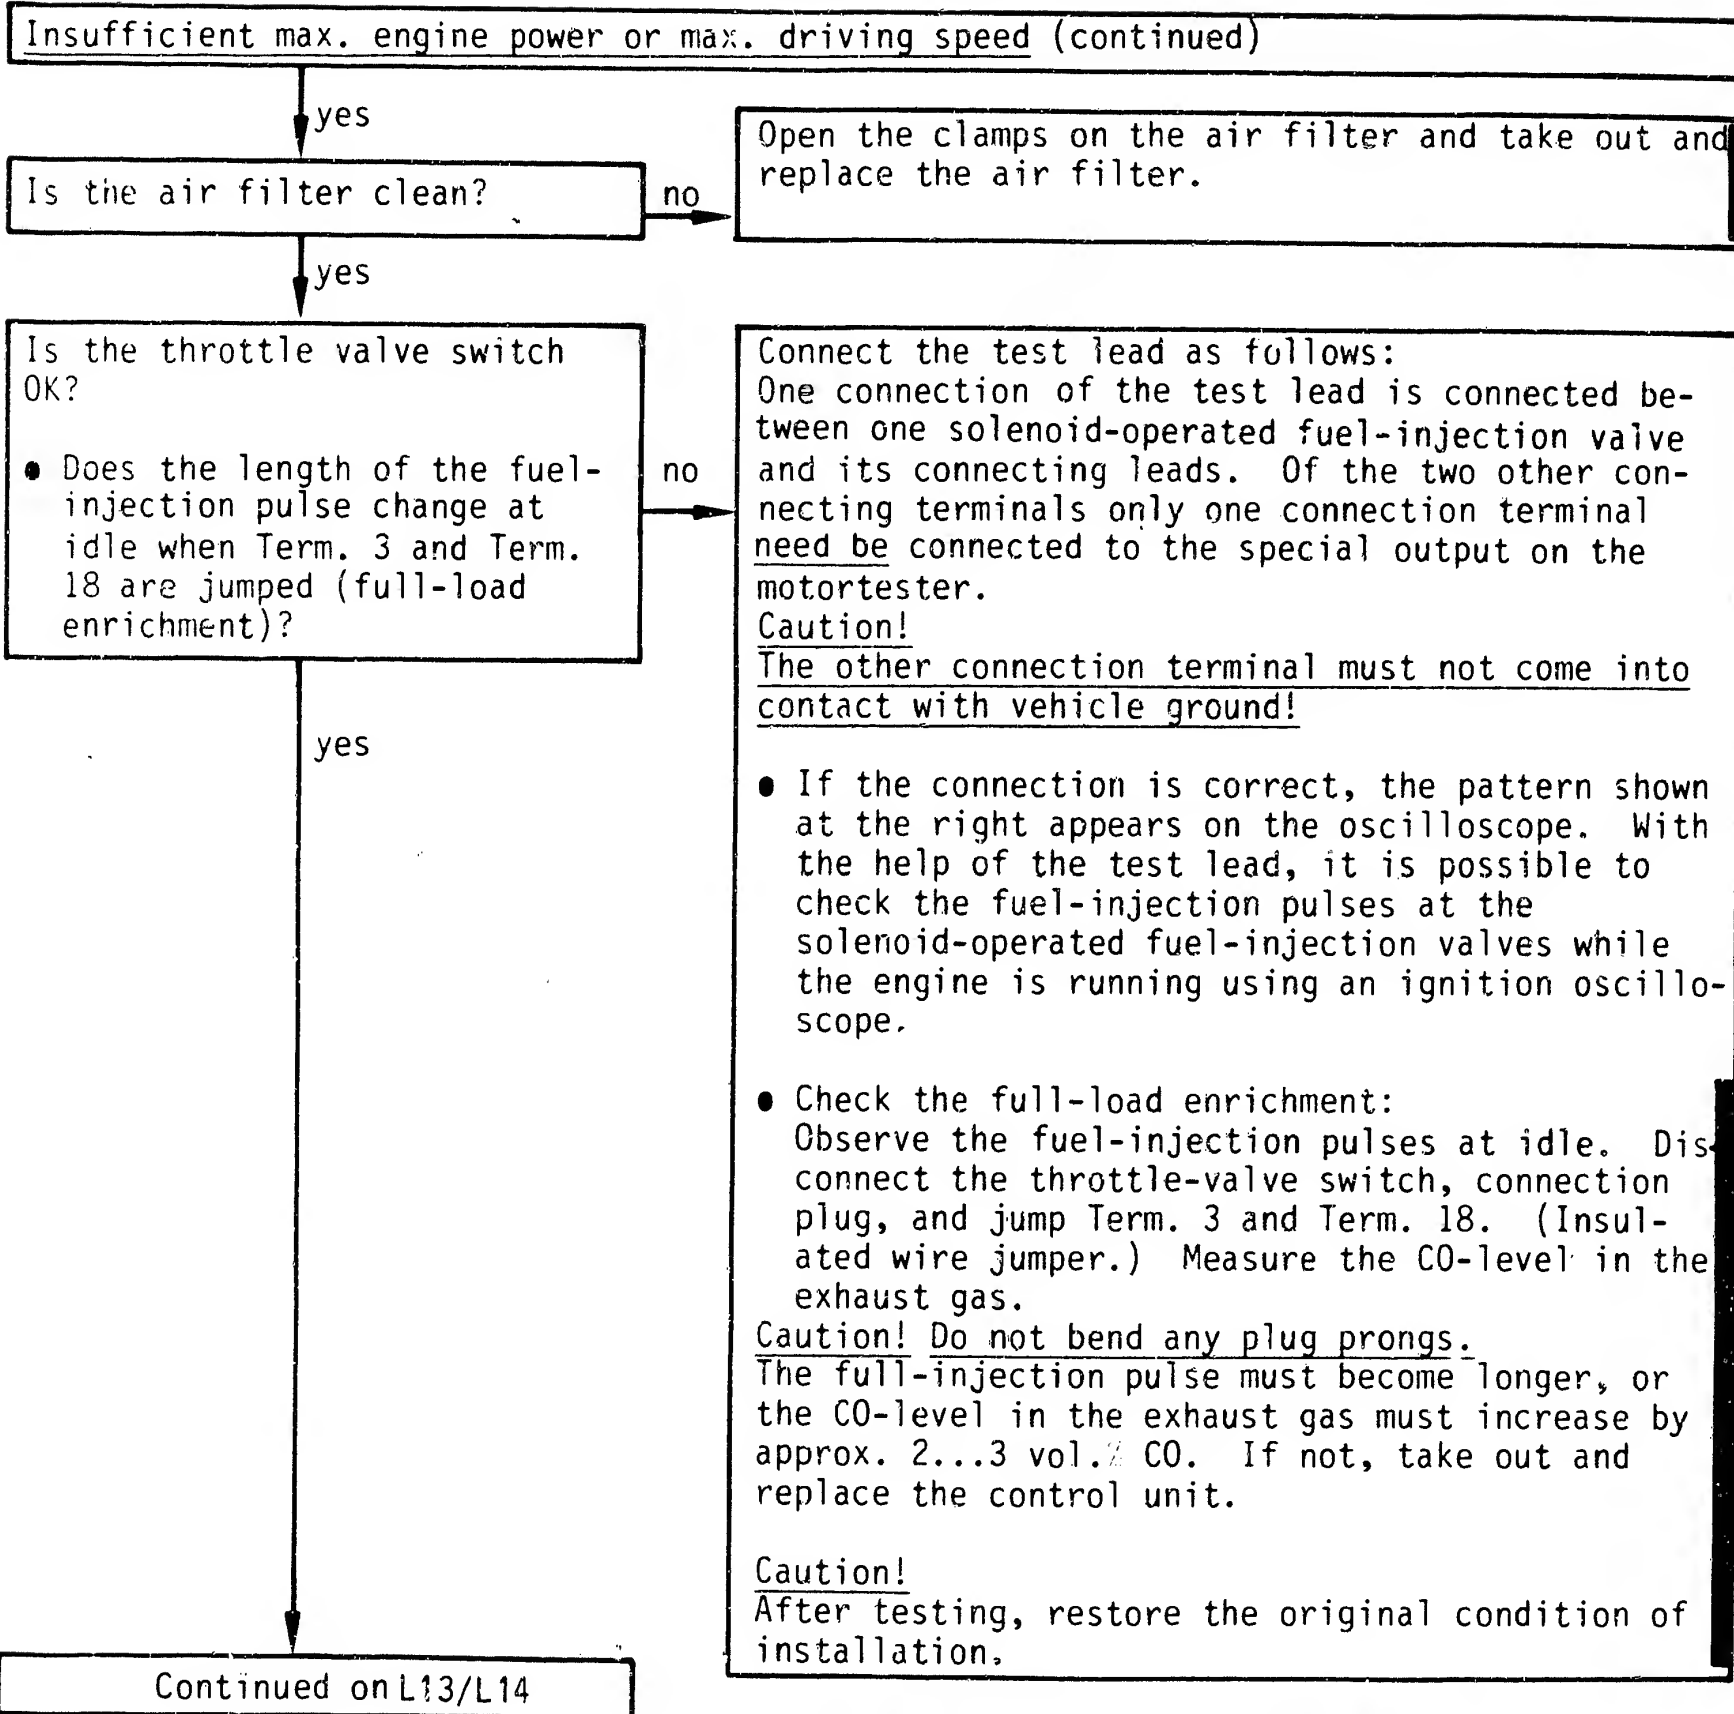 Insufficient max. engine power or max. driving speed (continued)
yes
Is the air filter clean?
no
Open the clamps on the air filter and take out and
replace the air filter.
yes
Is the throttle valve switch
OK?
• Does the length of the fuel-
injection pulse change at
idle when Term. 3 and Term.
18 are jumped (full-load
enrichment)?
no
Connect the test lead as follows:
One connection of the test lead is connected be-
tween one solenoid-operated fuel-injection valve
and its connecting leads. Of the two other con-
necting terminals only one connection terminal
need be connected to the special output on the
motortester.
Caution!
The other connection terminal must not come into
contact with vehicle ground!
• If the connection is correct, the pattern shown
at the right appears on the oscilloscope. With
the help of the test lead, it is possible to
check the fuel-injection pulses at the
solenoid-operated fuel-injection valves while
the engine is running using an ignition oscillo-
scope.
• Check the full-load enrichment:
Observe the fuel-injection pulses at idle. Dis-
connect the throttle-valve switch, connection
plug, and jump Term. 3 and Term. 18. (Insul-
ated wire jumper.) Measure the CO-level in the
exhaust gas.
Caution! Do not bend any plug prongs.
The full-injection pulse must become longer, or
the CO-level in the exhaust gas must increase by
approx. 2...3 vol.% CO. If not, take out and
replace the control unit.
Caution!
After testing, restore the original condition of
installation.
yes
Continued on L13/L14